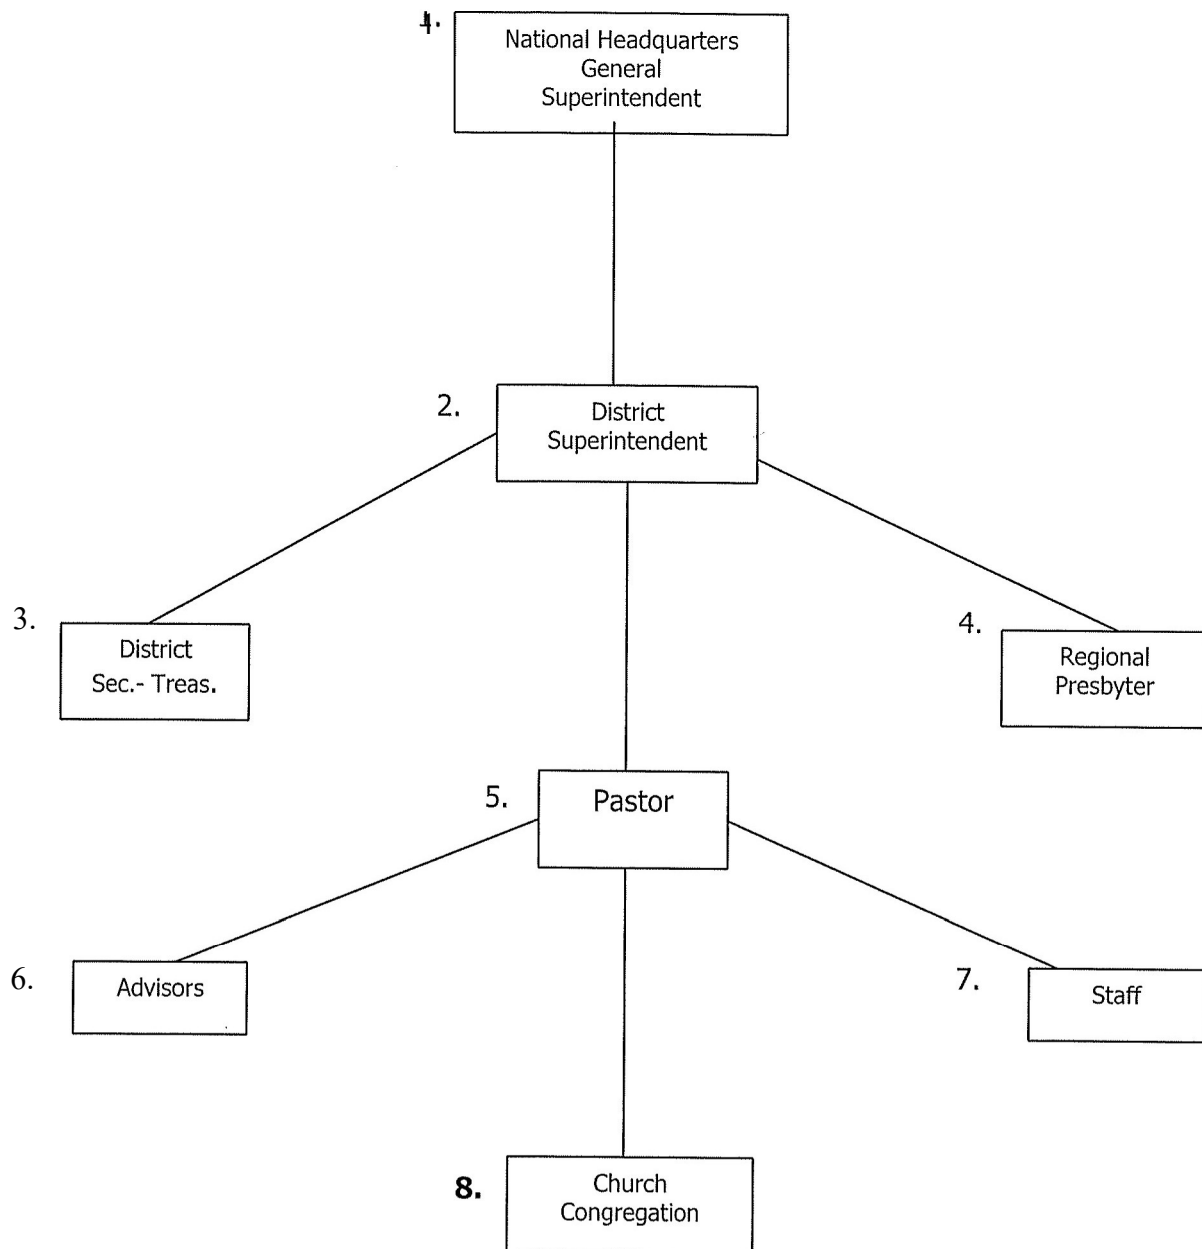 1.
National Headquarters
General
Superintendent
2.
District
Superintendent
3.
District
Sec.- Treas.
4.
Regional
Presbyter
5.
Pastor
6.
Advisors
7.
Staff
8.
Church
Congregation